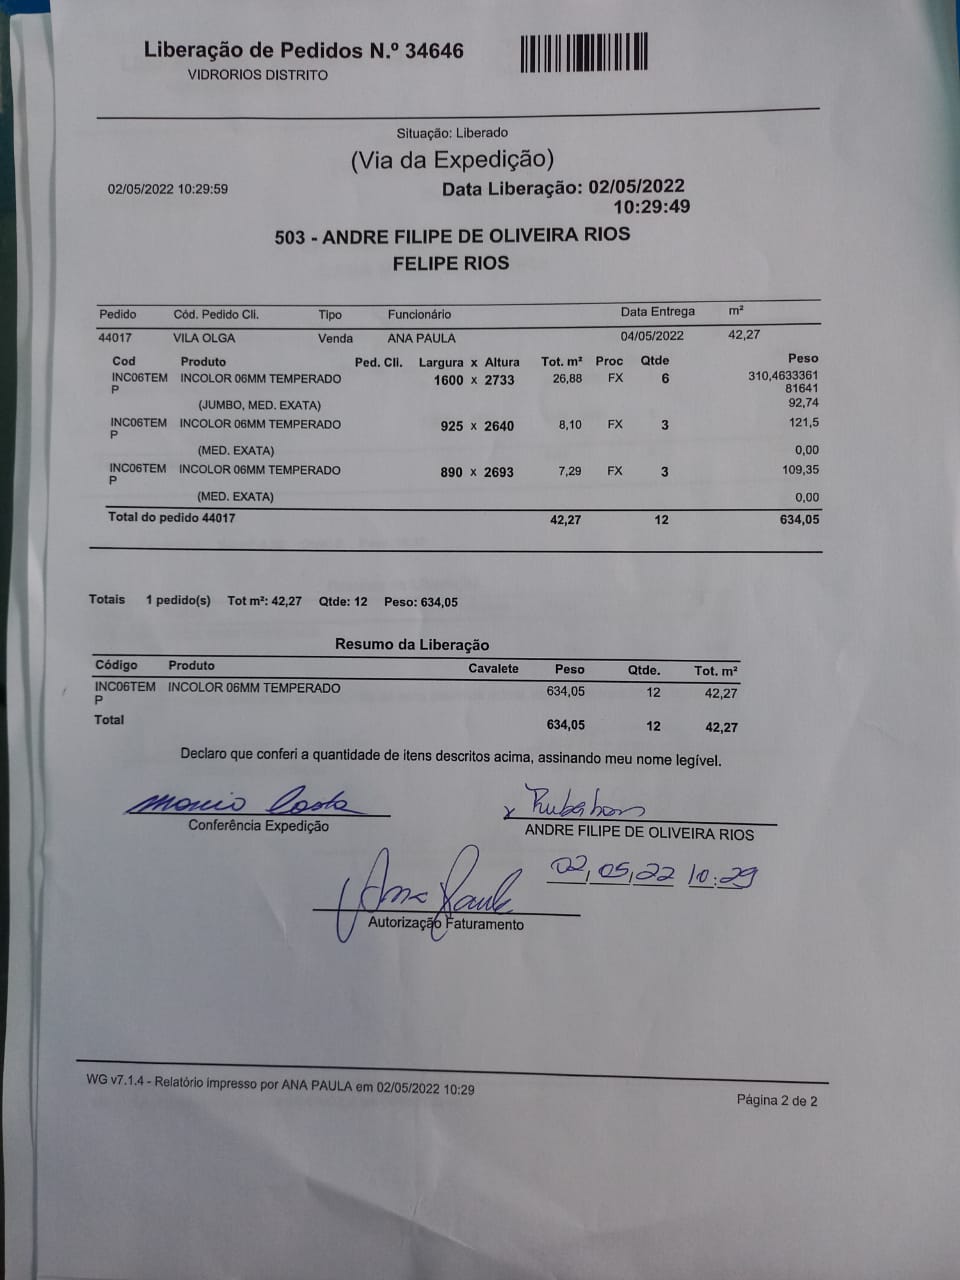 Liberação de Pedidos N.º 34646
VIDRORIOS DISTRITO
Situação: Liberado
(Via da Expedição)
02/05/2022 10:29:59 Data Liberação: 02/05/2022
10:29:49
503 - ANDRE FILIPE DE OLIVEIRA RIOS
FELIPE RIOS
Pedido Cód. Pedido Cli. Tipo Funcionário Data Entrega m²
44017 VILA OLGA Venda ANA PAULA 04/05/2022 42,27
Cod Produto Ped. Cli. Largura x Altura Tot. m² Proc Qtde Peso
INC06TEM INCOLOR 06MM TEMPERADO 1600 x 2733 26,88 FX 6 310,4633361
P 81641
(JUMBO, MED. EXATA) 92,74
INC06TEM INCOLOR 06MM TEMPERADO 925 x 2640 8,10 FX 3 121,5
P
(MED. EXATA) 0,00
INC06TEM INCOLOR 06MM TEMPERADO 890 x 2693 7,29 FX 3 109,35
P
(MED. EXATA) 0,00
Total do pedido 44017 42,27 12 634,05
Totais 1 pedido(s) Tot m²: 42,27 Qtde: 12 Peso: 634,05
Resumo da Liberação
Código Produto Cavalete Peso Qtde. Tot. m²
INC06TEM INCOLOR 06MM TEMPERADO 634,05 12 42,27
P
Total 634,05 12 42,27
Declaro que conferi a quantidade de itens descritos acima, assinando meu nome legível.
marcio Costa x
Conferência Expedição ANDRE FILIPE DE OLIVEIRA RIOS
02,05,22 10:29
Ana Paula
Autorização Faturamento
WG v7.1.4 - Relatório impresso por ANA PAULA em 02/05/2022 10:29
Página 2 de 2